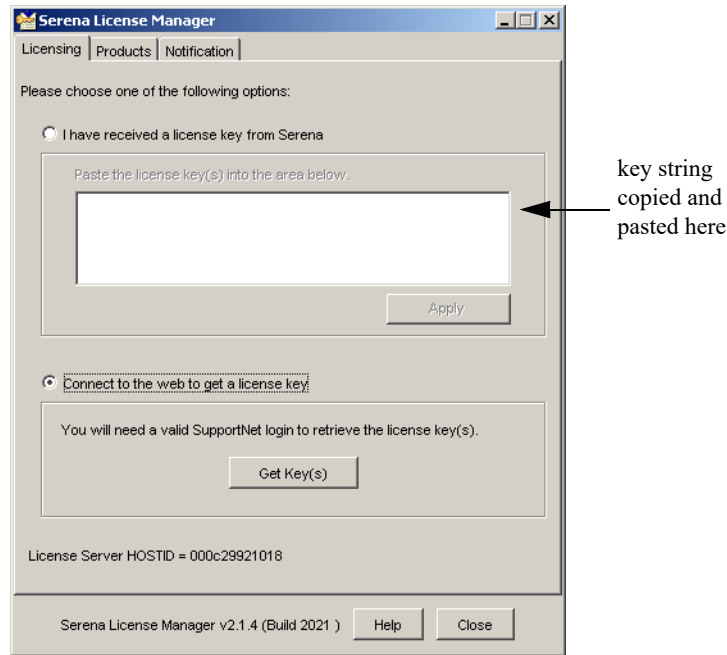 Serena License Manager
Licensing Products Notification
Please choose one of the following options:
I have received a license key from Serena
Paste the license key(s) into the area below.
key string
copied and
pasted here
Apply
Connect to the web to get a license key
You will need a valid SupportNet login to retrieve the license key(s).
Get Key(s)
License Server HOSTID = 000c29921018
Serena License Manager v2.1.4 (Build 2021 ) Help Close